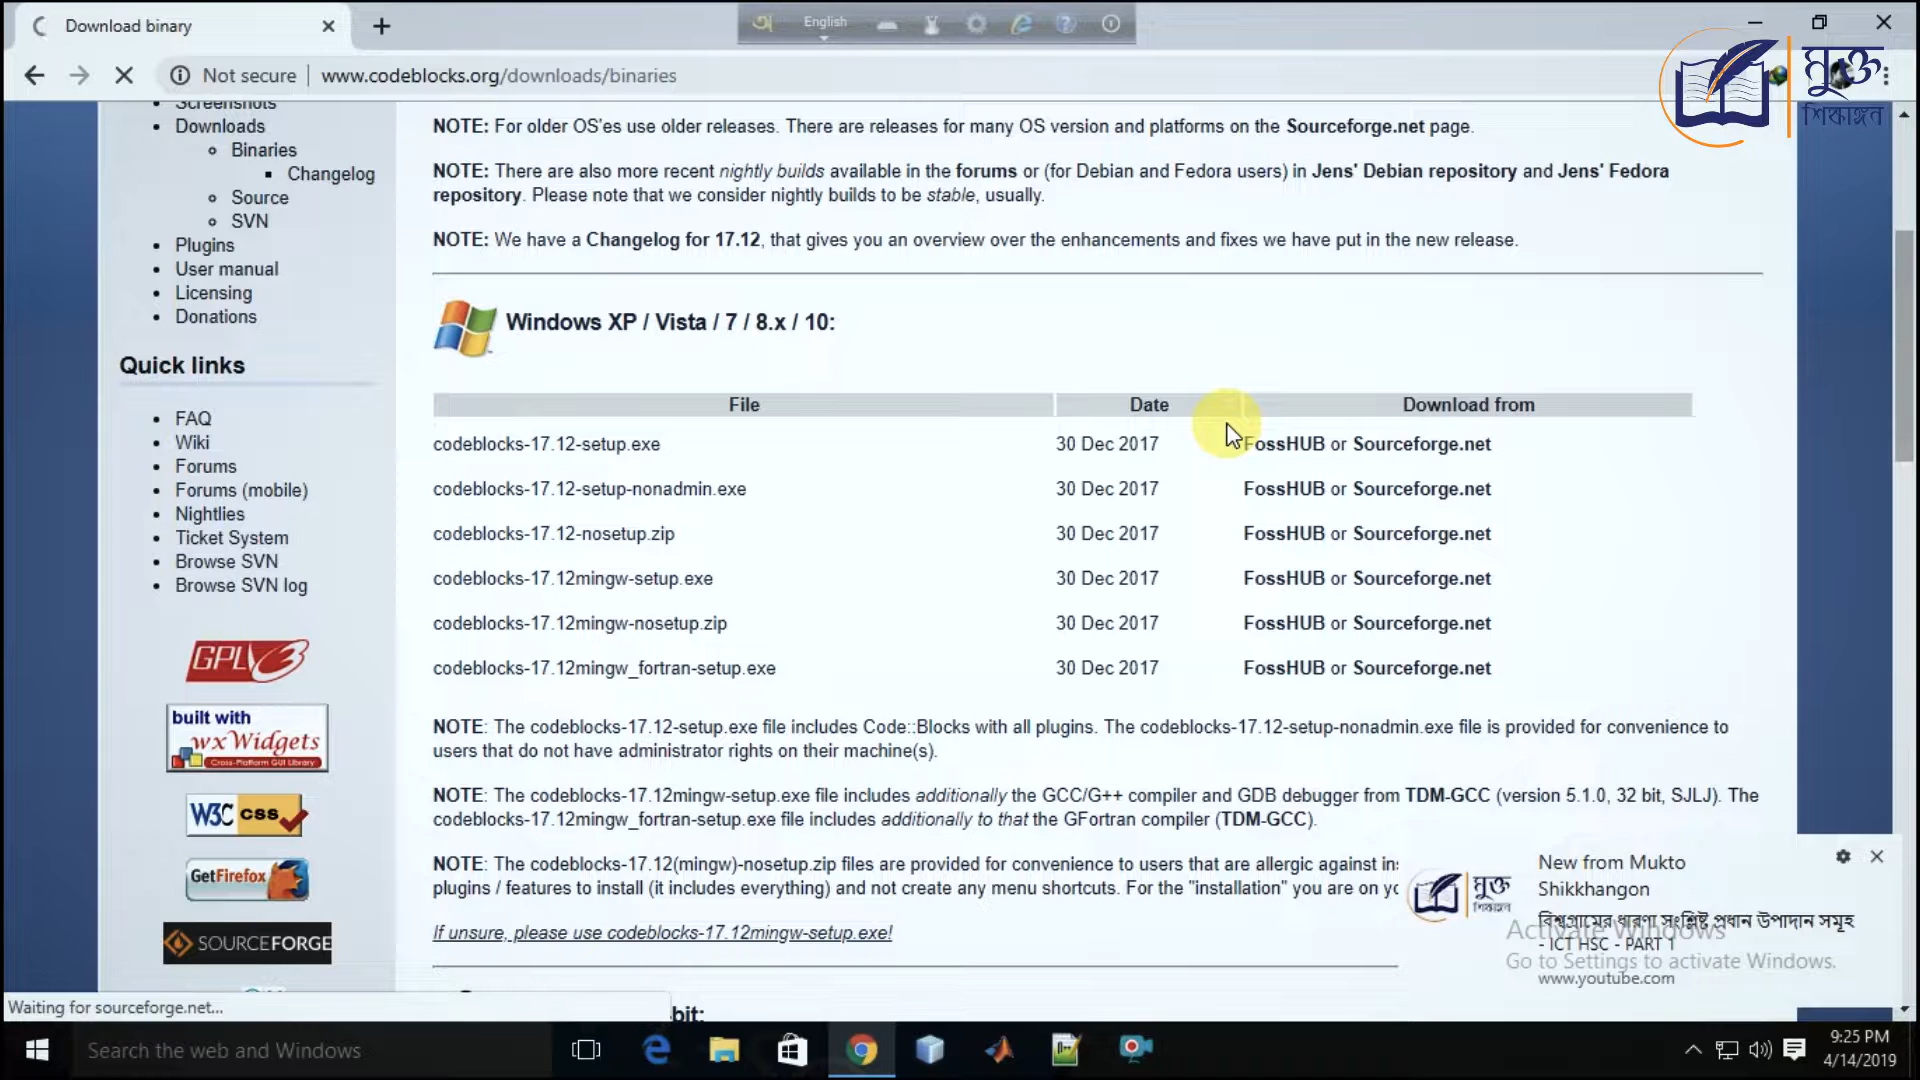 Download binary
English
Not secure
www.codeblocks.org/downloads/binaries
মুক্ত
শিক্ষাঙ্গন
Screenshots
Downloads
Binaries
Changelog
Source
SVN
Plugins
User manual
Licensing
Donations
Quick links
FAQ
Wiki
Forums
Forums (mobile)
Nightlies
Ticket System
Browse SVN
Browse SVN log
GPLv3
built with
wxWidgets
Cross-Platform GUI Library
W3C css
GetFirefox
SOURCEFORGE
NOTE: For older OS'es use older releases. There are releases for many OS version and platforms on the Sourceforge.net page.
NOTE: There are also more recent nightly builds available in the forums or (for Debian and Fedora users) in Jens' Debian repository and Jens' Fedora
repository. Please note that we consider nightly builds to be stable, usually.
NOTE: We have a Changelog for 17.12, that gives you an overview over the enhancements and fixes we have put in the new release.
Windows XP / Vista / 7 / 8.x / 10:
File Date Download from
codeblocks-17.12-setup.exe 30 Dec 2017 FossHUB or Sourceforge.net
codeblocks-17.12-setup-nonadmin.exe 30 Dec 2017 FossHUB or Sourceforge.net
codeblocks-17.12-nosetup.zip 30 Dec 2017 FossHUB or Sourceforge.net
codeblocks-17.12mingw-setup.exe 30 Dec 2017 FossHUB or Sourceforge.net
codeblocks-17.12mingw-nosetup.zip 30 Dec 2017 FossHUB or Sourceforge.net
codeblocks-17.12mingw_fortran-setup.exe 30 Dec 2017 FossHUB or Sourceforge.net
NOTE: The codeblocks-17.12-setup.exe file includes Code::Blocks with all plugins. The codeblocks-17.12-setup-nonadmin.exe file is provided for convenience to
users that do not have administrator rights on their machine(s).
NOTE: The codeblocks-17.12mingw-setup.exe file includes additionally the GCC/G++ compiler and GDB debugger from TDM-GCC (version 5.1.0, 32 bit, SJLJ). The
codeblocks-17.12mingw_fortran-setup.exe file includes additionally to that the GFortran compiler (TDM-GCC).
NOTE: The codeblocks-17.12(mingw)-nosetup.zip files are provided for convenience to users that are allergic against in
plugins / features to install (it includes everything) and not create any menu shortcuts. For the "installation" you are on yo
If unsure, please use codeblocks-17.12mingw-setup.exe!
bit:
New from Mukto
Shikkhangon
মুক্ত
শিক্ষাঙ্গন
বিশ্বগ্রামের ধারণা সংশ্লিষ্ট প্রধান উপাদান সমূহ
- ICT HSC - PART 1
www.youtube.com
Activate Windows
Go to Settings to activate Windows.
Waiting for sourceforge.net...
Search the web and Windows
9:25 PM
4/14/2019